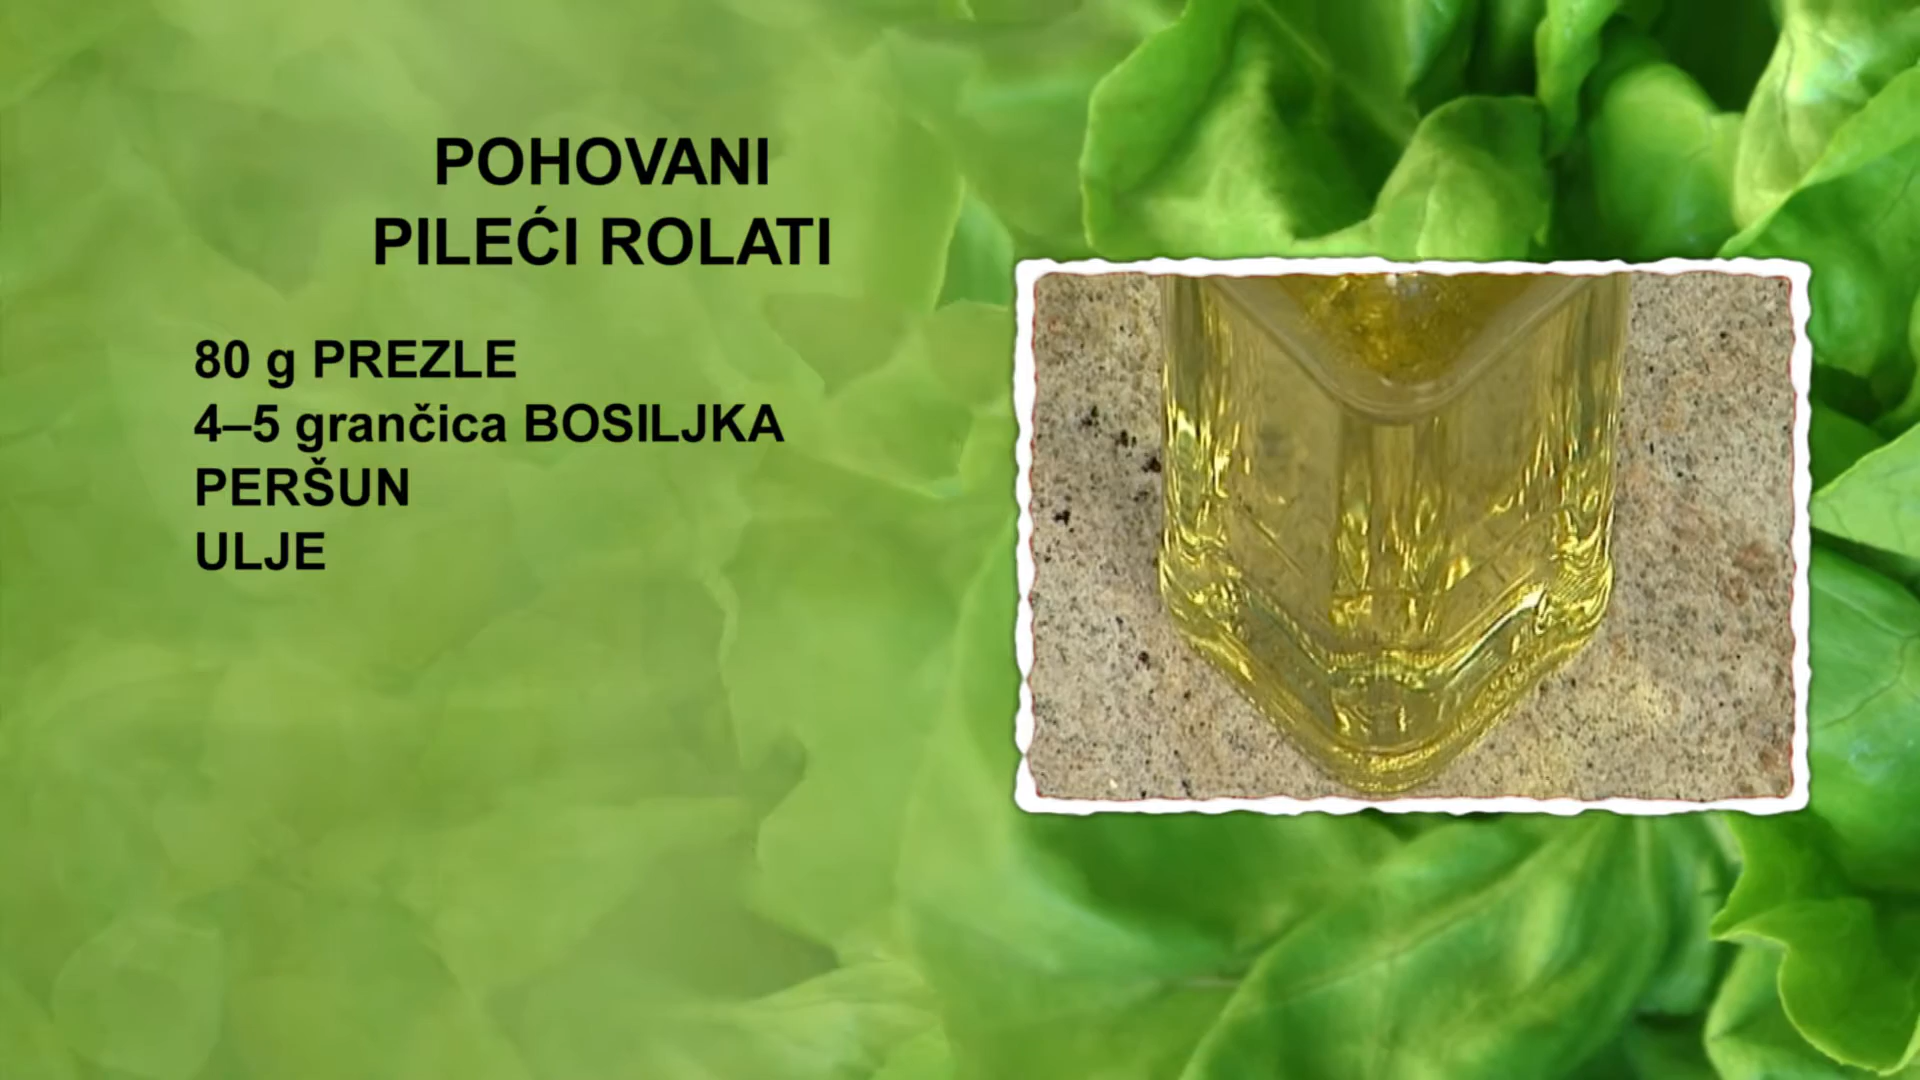 POHOVANI
PILEĆI ROLATI
80 g PREZLE
4–5 grančica BOSILJKA
PERŠUN
ULJE